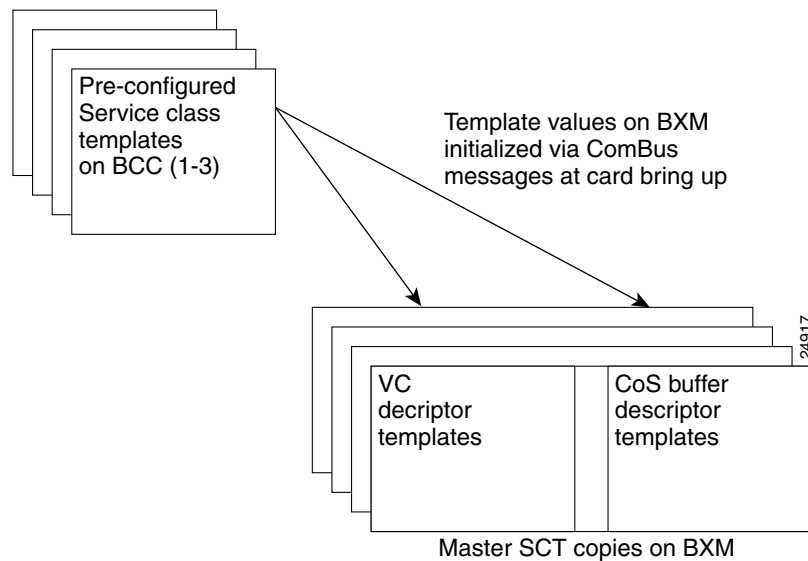 Pre-configured
Service class
templates
on BCC (1-3)
Template values on BXM
initialized via ComBus
messages at card bring up
24917
VC
decriptor
templates
CoS buffer
descriptor
templates
Master SCT copies on BXM